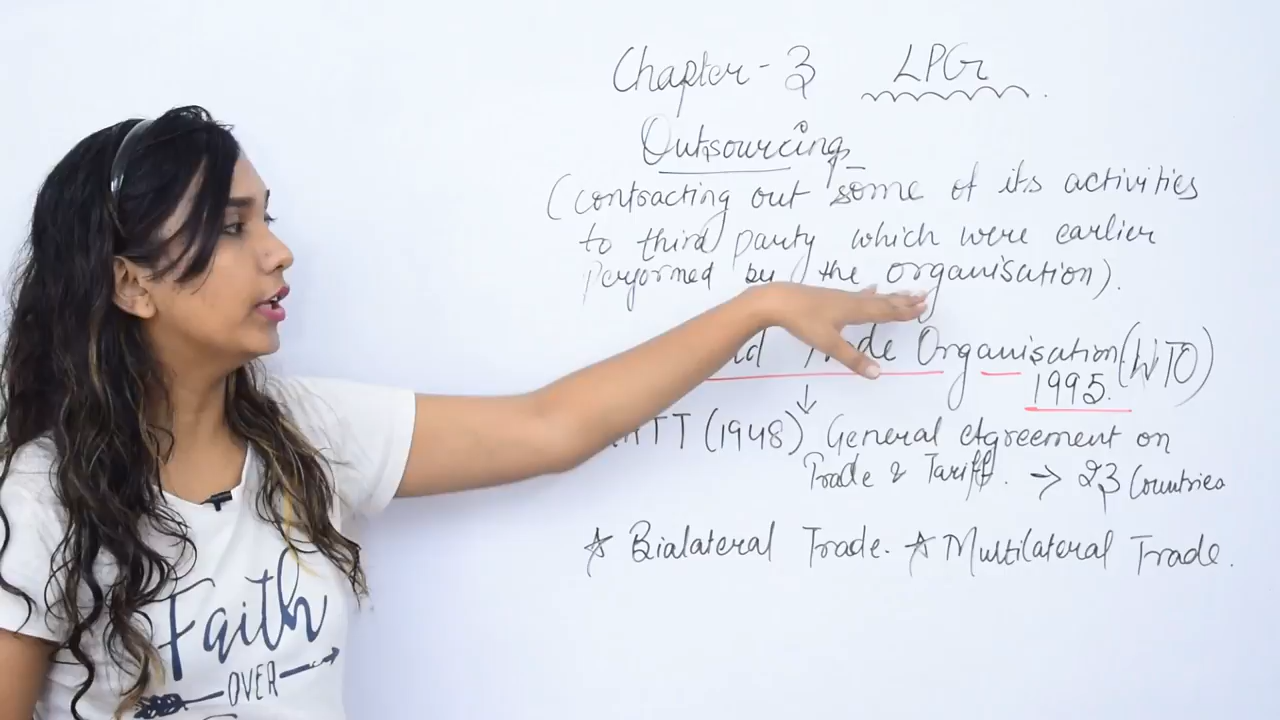 Chapter - 3 LPG
Outsourcing
(contracting out some of its activities
to third party which were earlier
performed by the organisation).
Trade Organisation (WTO)
1995.
(1948) General Agreement on
Trade & Tariff. → 23 Countries
☆ Bialateral Trade. ☆ Multilateral Trade.
Faith
OVER